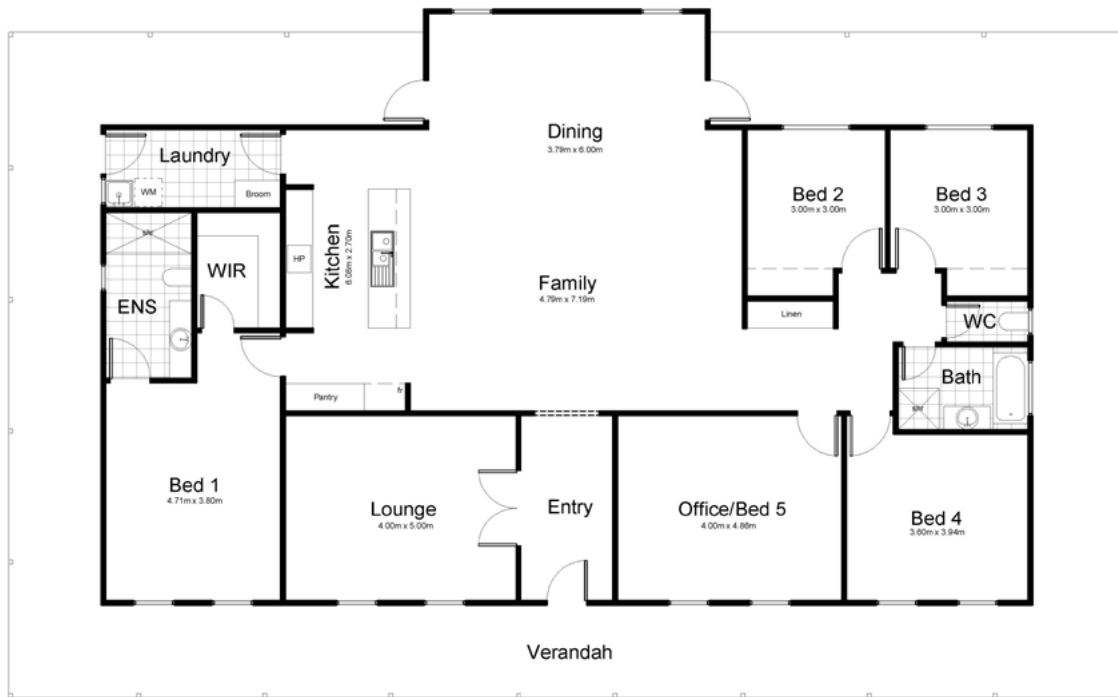 Dining
3.79m x 6.00m
Laundry
WM
Broom
Bed 2
3.00m x 3.00m
Bed 3
3.00m x 3.00m
WIR
HP
Kitchen
6.08m x 2.70m
Family
4.79m x 7.19m
ENS
Linen
WC
Bath
Pantry
fr
Bed 1
4.71m x 3.80m
Lounge
4.00m x 5.00m
Entry
Office/Bed 5
4.00m x 4.86m
Bed 4
3.60m x 3.94m
Verandah